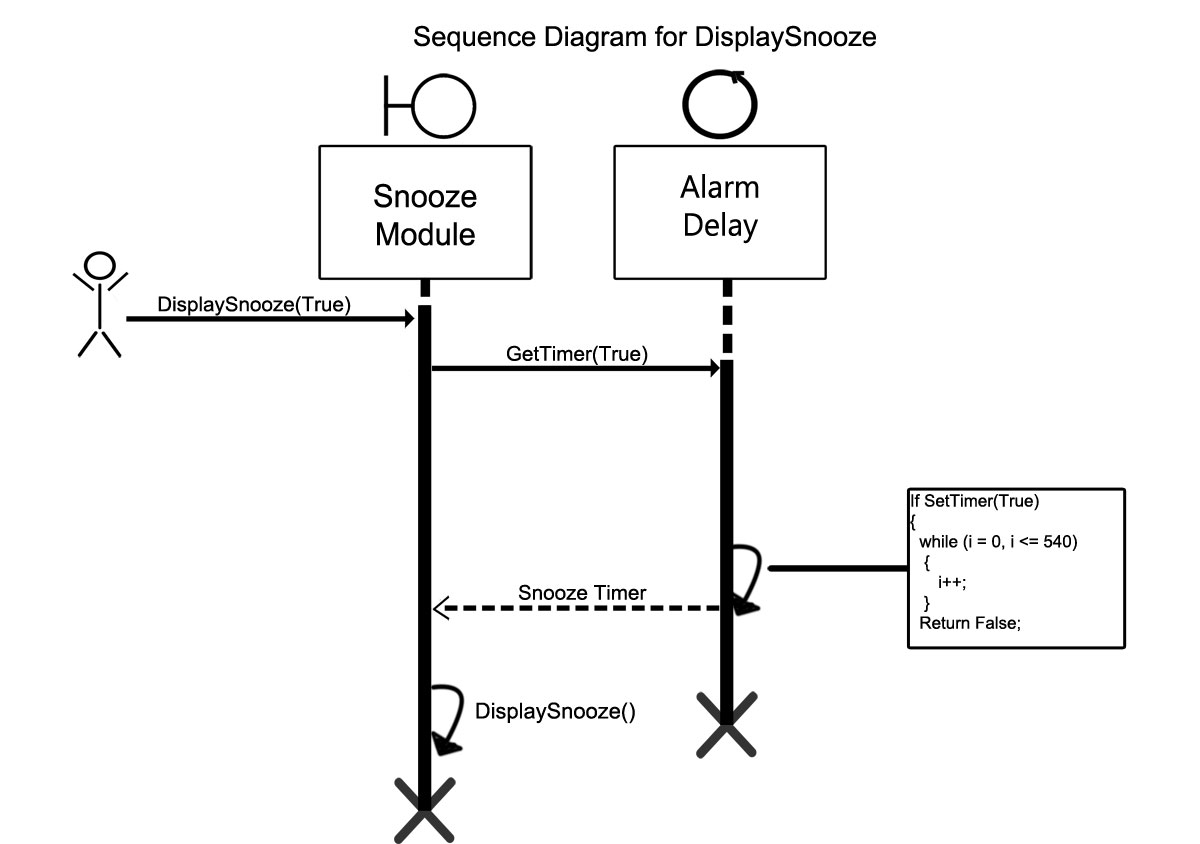 Sequence Diagram for DisplaySnooze
Snooze
Module
Alarm
Delay
DisplaySnooze(True)
GetTimer(True)
If SetTimer(True)
{
while (i = 0, i <= 540)
{
i++;
}
Return False;
Snooze Timer
DisplaySnooze()